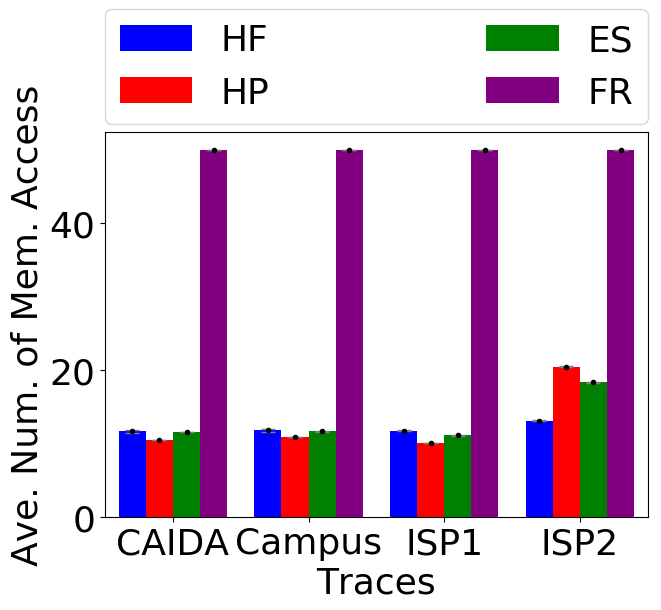 HF ES
HP FR
Ave. Num. of Mem. Access
40
20
0
CAIDA Campus ISP1 ISP2
Traces